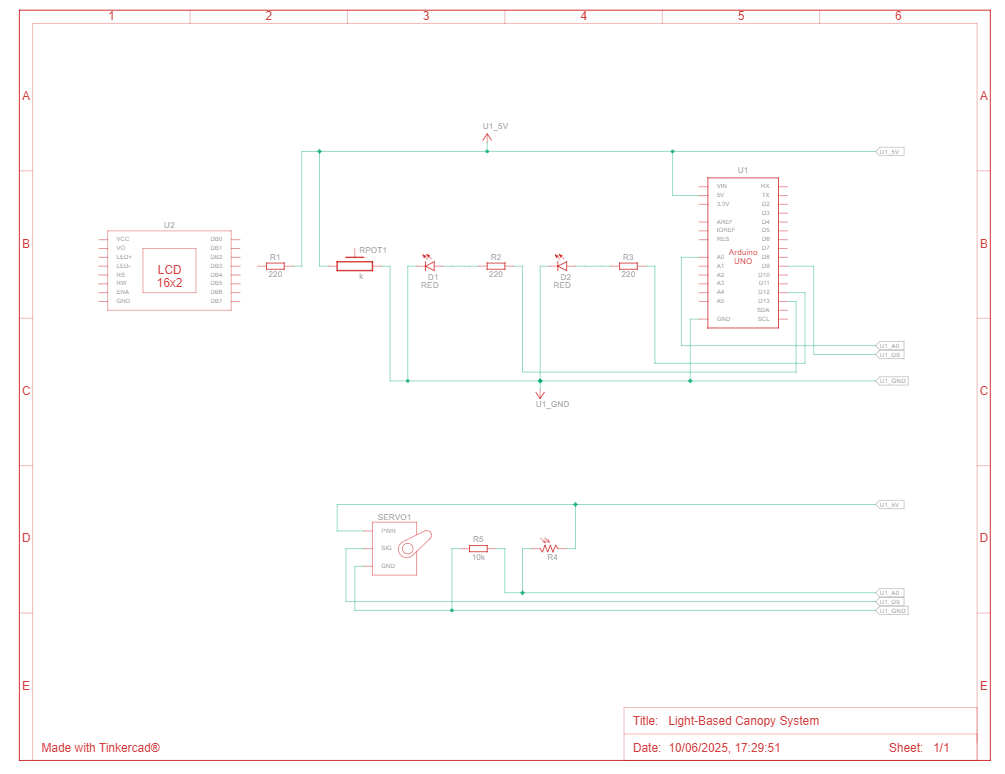 1 2 3 4 5 6
A A
U1_5V
U1_5V
U1
VIN RX
5V TX
3.3V D2
D3
AREF D4
IOREF D5
RES D6
D7
A0 D8
A1 D9
A2 D10
A3 D11
A4 D12
A5 D13
SDA
GND SCL
Arduino
UNO
B B
U2
VCC DB0
VO DB1
LED+ DB2
LED- DB3
RS DB4
RW DB5
ENA DB6
GND DB7
LCD
16x2
R1
220
RPOT1
k
D1
RED
R2
220
D2
RED
R3
220
U1_A0
U1_D9
U1_GND
C C
U1_GND
U1_5V
SERVO1
PWR
SIG
GND
D D
R5
10k
R4
U1_A0
U1_D9
U1_GND
E E
Title: Light-Based Canopy System
Made with Tinkercad®
Date: 10/06/2025, 17:29:51 Sheet: 1/1